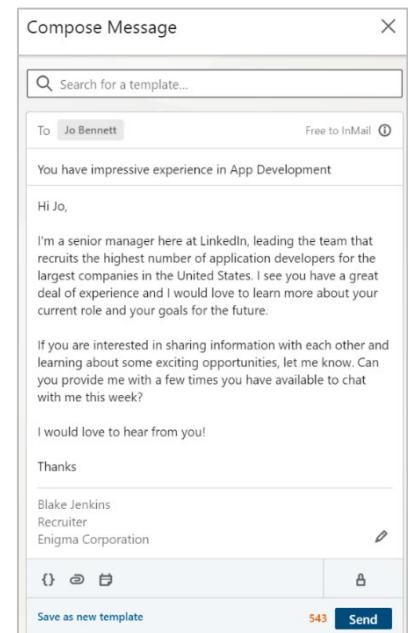 Compose Message
Search for a template...
To Jo Bennett Free to InMail
You have impressive experience in App Development
Hi Jo,
I'm a senior manager here at LinkedIn, leading the team that
recruits the highest number of application developers for the
largest companies in the United States. I see you have a great
deal of experience and I would love to learn more about your
current role and your goals for the future.
If you are interested in sharing information with each other and
learning about some exciting opportunities, let me know. Can
you provide me with a few times you have available to chat
with me this week?
I would love to hear from you!
Thanks
Blake Jenkins
Recruiter
Enigma Corporation
Save as new template 543 Send